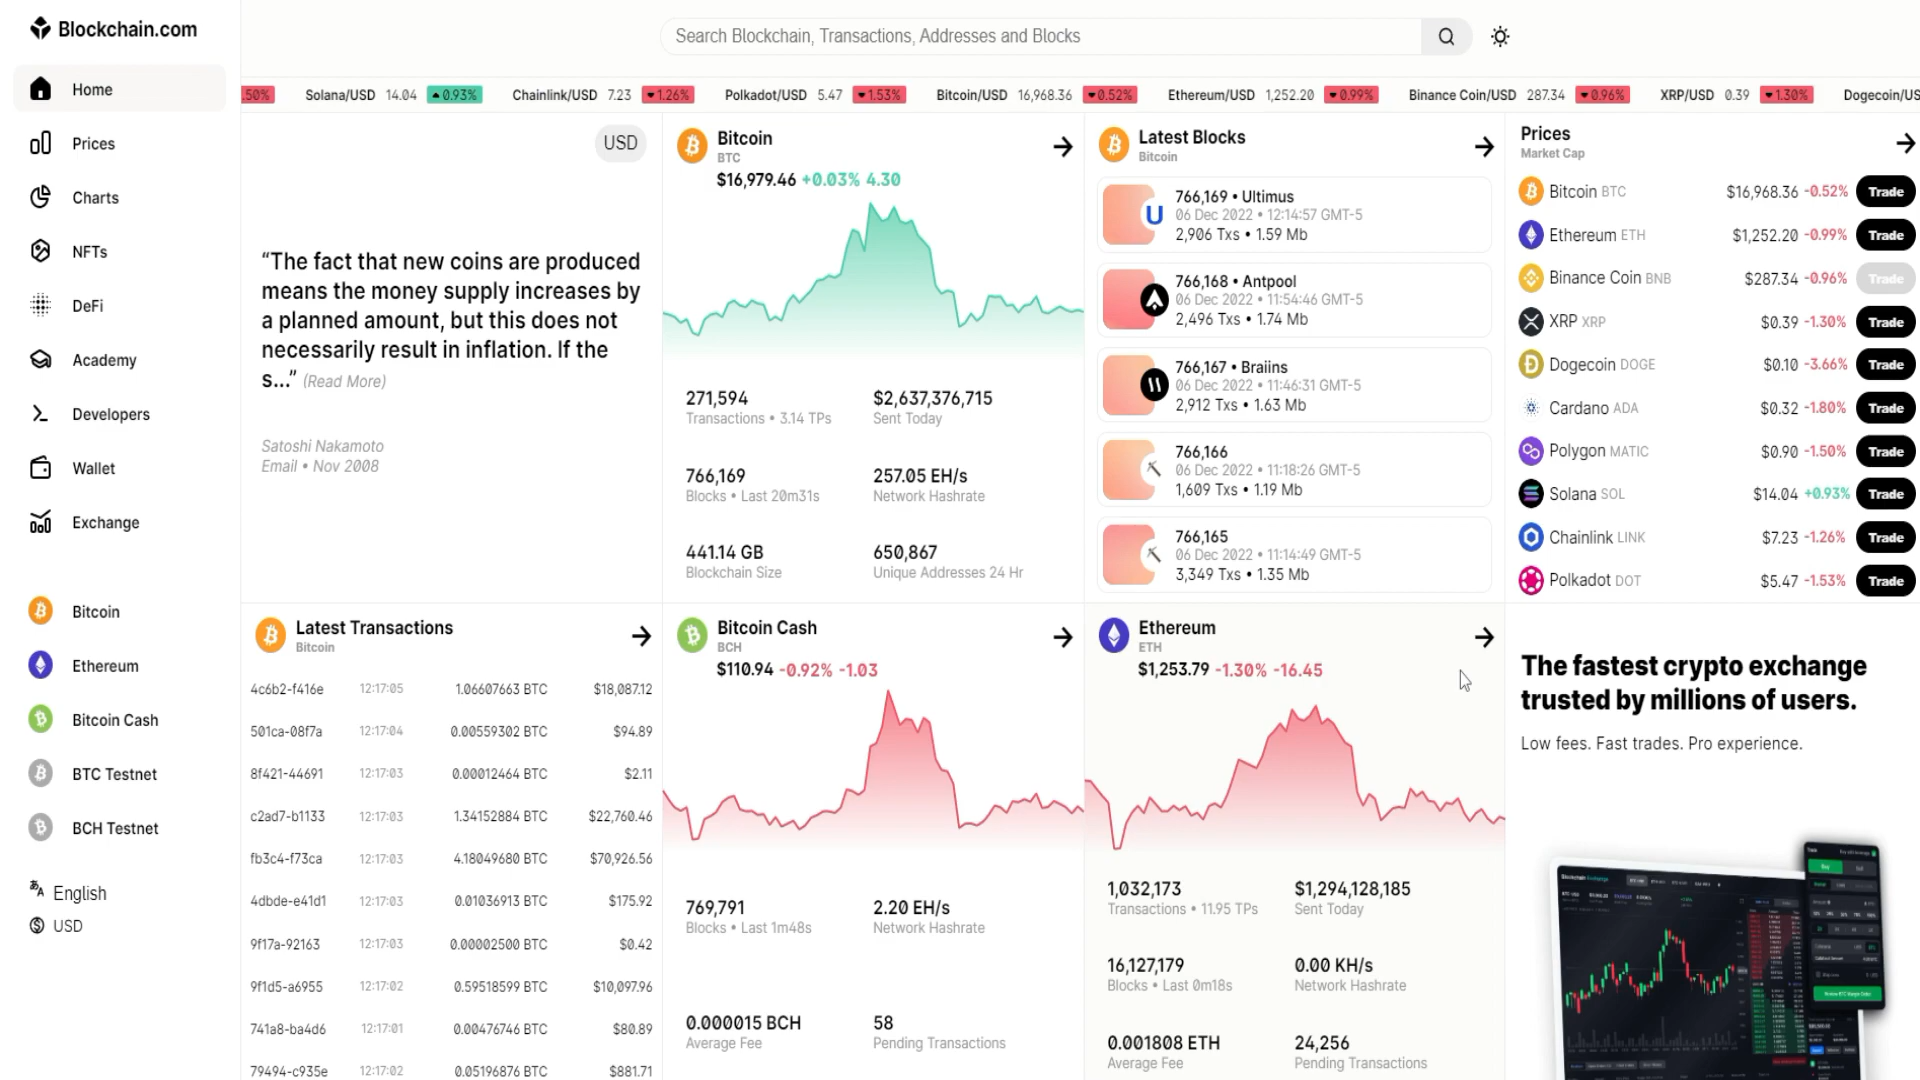 Blockchain.com
Search Blockchain, Transactions, Addresses and Blocks
.50% Solana/USD 14.04 0.93% Chainlink/USD 7.23 1.26% Polkadot/USD 5.47 1.53% Bitcoin/USD 16,968.36 0.52% Ethereum/USD 1,252.20 0.99% Binance Coin/USD 287.34 0.96% XRP/USD 0.39 1.30% Dogecoin/US
Home
Prices
Charts
NFTs
DeFi
Academy
Developers
Wallet
Exchange
Bitcoin
Ethereum
Bitcoin Cash
BTC Testnet
BCH Testnet
English
USD
USD
“The fact that new coins are produced
means the money supply increases by
a planned amount, but this does not
necessarily result in inflation. If the
s...” (Read More)
Satoshi Nakamoto
Email • Nov 2008
Bitcoin
BTC
$16,979.46 +0.03% 4.30
271,594 $2,637,376,715
Transactions • 3.14 TPs Sent Today
766,169 257.05 EH/s
Blocks • Last 20m31s Network Hashrate
441.14 GB 650,867
Blockchain Size Unique Addresses 24 Hr
Latest Blocks
Bitcoin
766,169 • Ultimus
06 Dec 2022 • 12:14:57 GMT-5
2,906 Txs • 1.59 Mb
766,168 • Antpool
06 Dec 2022 • 11:54:46 GMT-5
2,496 Txs • 1.74 Mb
766,167 • Braiins
06 Dec 2022 • 11:46:31 GMT-5
2,912 Txs • 1.63 Mb
766,166
06 Dec 2022 • 11:18:26 GMT-5
1,609 Txs • 1.19 Mb
766,165
06 Dec 2022 • 11:14:49 GMT-5
3,349 Txs • 1.35 Mb
Prices
Market Cap
Bitcoin BTC $16,968.36 -0.52% Trade
Ethereum ETH $1,252.20 -0.99% Trade
Binance Coin BNB $287.34 -0.96% Trade
XRP XRP $0.39 -1.30% Trade
Dogecoin DOGE $0.10 -3.66% Trade
Cardano ADA $0.32 -1.80% Trade
Polygon MATIC $0.90 -1.50% Trade
Solana SOL $14.04 +0.93% Trade
Chainlink LINK $7.23 -1.26% Trade
Polkadot DOT $5.47 -1.53% Trade
Latest Transactions
Bitcoin
4c6b2-f416e 12:17:05 1.06607663 BTC $18,087.12
501ca-08f7a 12:17:04 0.00559302 BTC $94.89
8f421-44691 12:17:03 0.00012464 BTC $2.11
c2ad7-b1133 12:17:03 1.34152884 BTC $22,760.46
fb3c4-f73ca 12:17:03 4.18049680 BTC $70,926.56
4dbde-e41d1 12:17:03 0.01036913 BTC $175.92
9f17a-92163 12:17:03 0.00002500 BTC $0.42
9f1d5-a6955 12:17:02 0.59518599 BTC $10,097.96
741a8-ba4d6 12:17:01 0.00476746 BTC $80.89
79494-c935e 12:17:02 0.05196876 BTC $881.71
Bitcoin Cash
BCH
$110.94 -0.92% -1.03
769,791 2.20 EH/s
Blocks • Last 1m48s Network Hashrate
0.000015 BCH 58
Average Fee Pending Transactions
Ethereum
ETH
$1,253.79 -1.30% -16.45
1,032,173 $1,294,128,185
Transactions • 11.95 TPs Sent Today
16,127,179 0.00 KH/s
Blocks • Last 0m18s Network Hashrate
0.001808 ETH 24,256
Average Fee Pending Transactions
The fastest crypto exchange
trusted by millions of users.
Low fees. Fast trades. Pro experience.
Buy